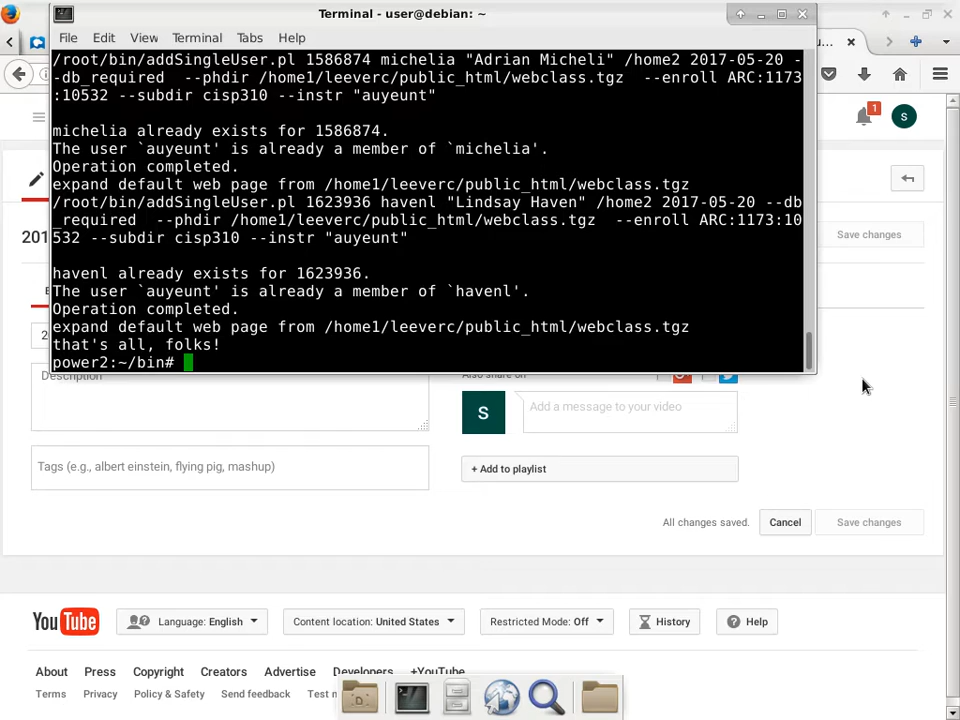 Terminal - user@debian: ~
File Edit View Terminal Tabs Help
/root/bin/addSingleUser.pl 1586874 michelia "Adrian Micheli" /home2 2017-05-20 -
-db_required  --phdir /home1/leeverc/public_html/webclass.tgz  --enroll ARC:1173
:10532 --subdir cisp310 --instr "auyeunt"
michelia already exists for 1586874.
The user `auyeunt' is already a member of `michelia'.
Operation completed.
expand default web page from /home1/leeverc/public_html/webclass.tgz
/root/bin/addSingleUser.pl 1623936 havenl "Lindsay Haven" /home2 2017-05-20 --db
_required  --phdir /home1/leeverc/public_html/webclass.tgz  --enroll ARC:1173:10
532 --subdir cisp310 --instr "auyeunt"
havenl already exists for 1623936.
The user `auyeunt' is already a member of `havenl'.
Operation completed.
expand default web page from /home1/leeverc/public_html/webclass.tgz
that's all, folks!
power2:~/bin#
u...
1
S
201
Save changes
2
Description
Also share on
S
Add a message to your video
Tags (e.g., albert einstein, flying pig, mashup)
+ Add to playlist
All changes saved. Cancel Save changes
YouTube Language: English Content location: United States Restricted Mode: Off History Help
About Press Copyright Creators Advertise Developers +YouTube
Terms Privacy Policy & Safety Send feedback Test n